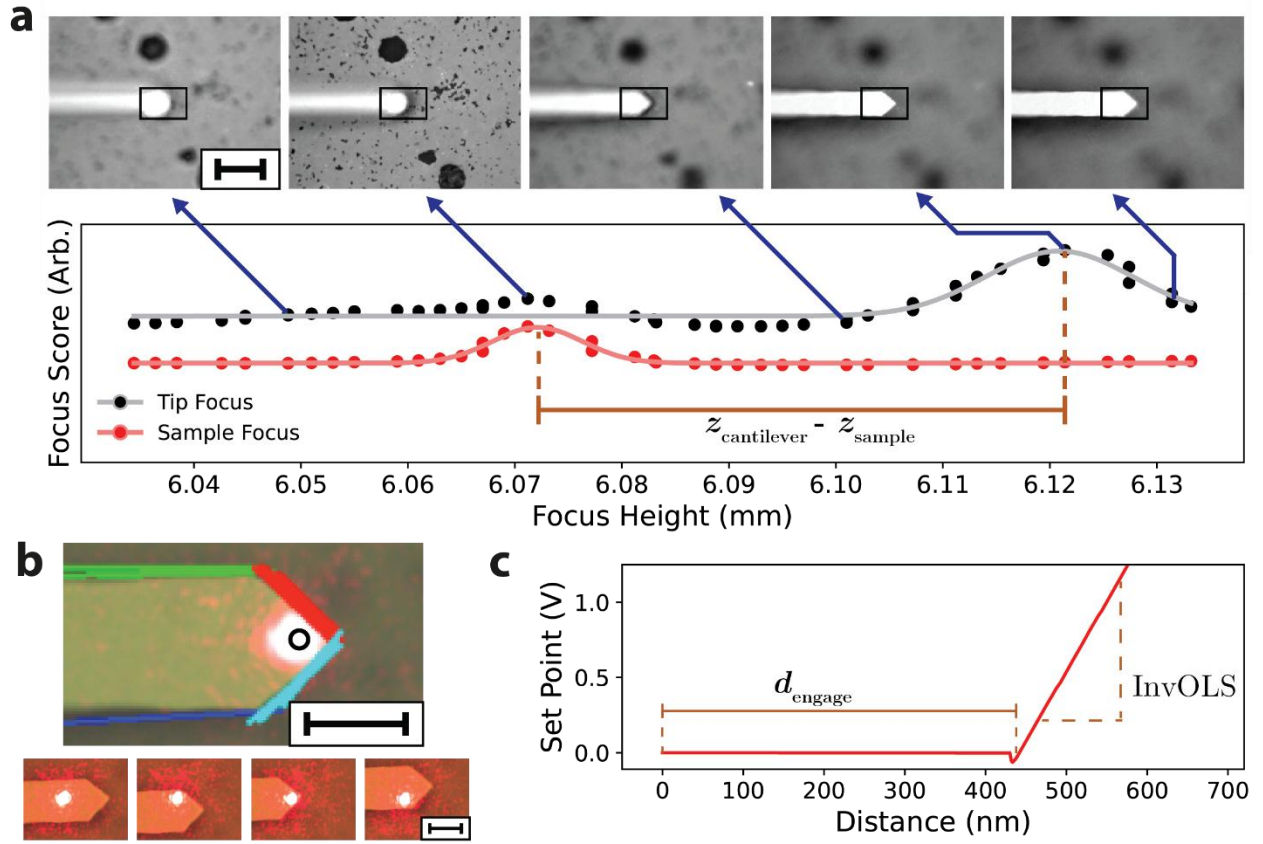 a
Focus Score (Arb.)
Tip Focus
Sample Focus
z_cantilever - z_sample
6.04 6.05 6.06 6.07 6.08 6.09 6.10 6.11 6.12 6.13
Focus Height (mm)
b
c
Set Point (V)
1.0
0.5
0.0
d_engage
InvOLS
0 100 200 300 400 500 600 700
Distance (nm)